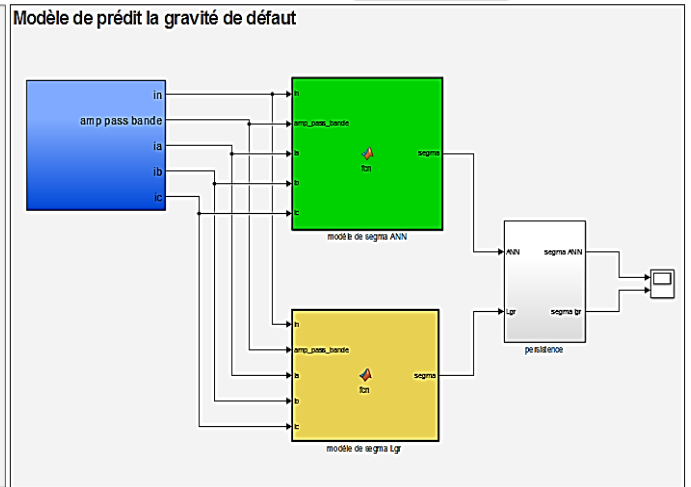 Modèle de prédit la gravité de défaut
in
amp pass bande
ia
ib
ic
in
amp_pass_bande
ia
ib
ic
fcn
segma
modèle de segma ANN
in
amp_pass_bande
ia
ib
ic
fcn
segma
modèle de segma Lgr
ANN
Lgr
segma ANN
segma lgr
persistence